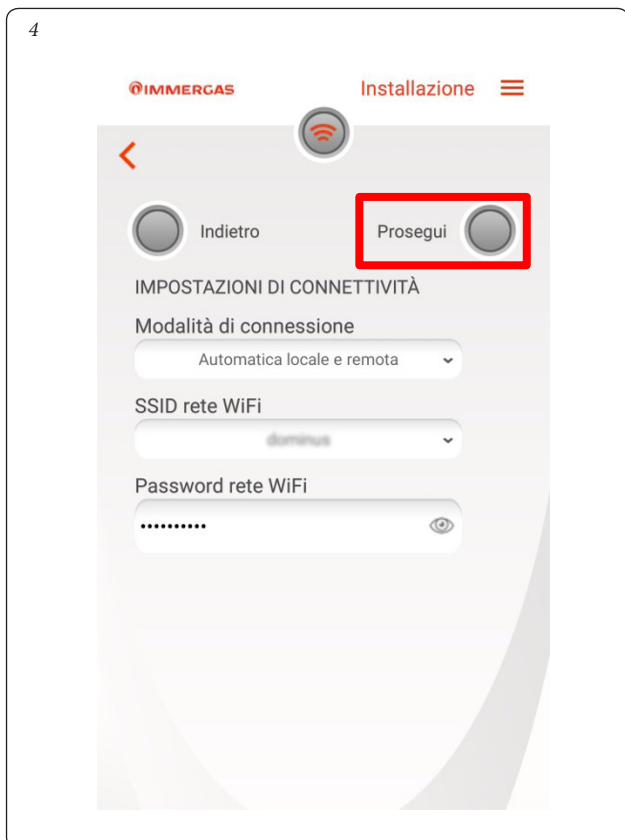 4
IMMERGAS
Installazione
Indietro
Prosegui
IMPOSTAZIONI DI CONNETTIVITÀ
Modalità di connessione
Automatica locale e remota
SSID rete WiFi
dominus
Password rete WiFi
••••••••••